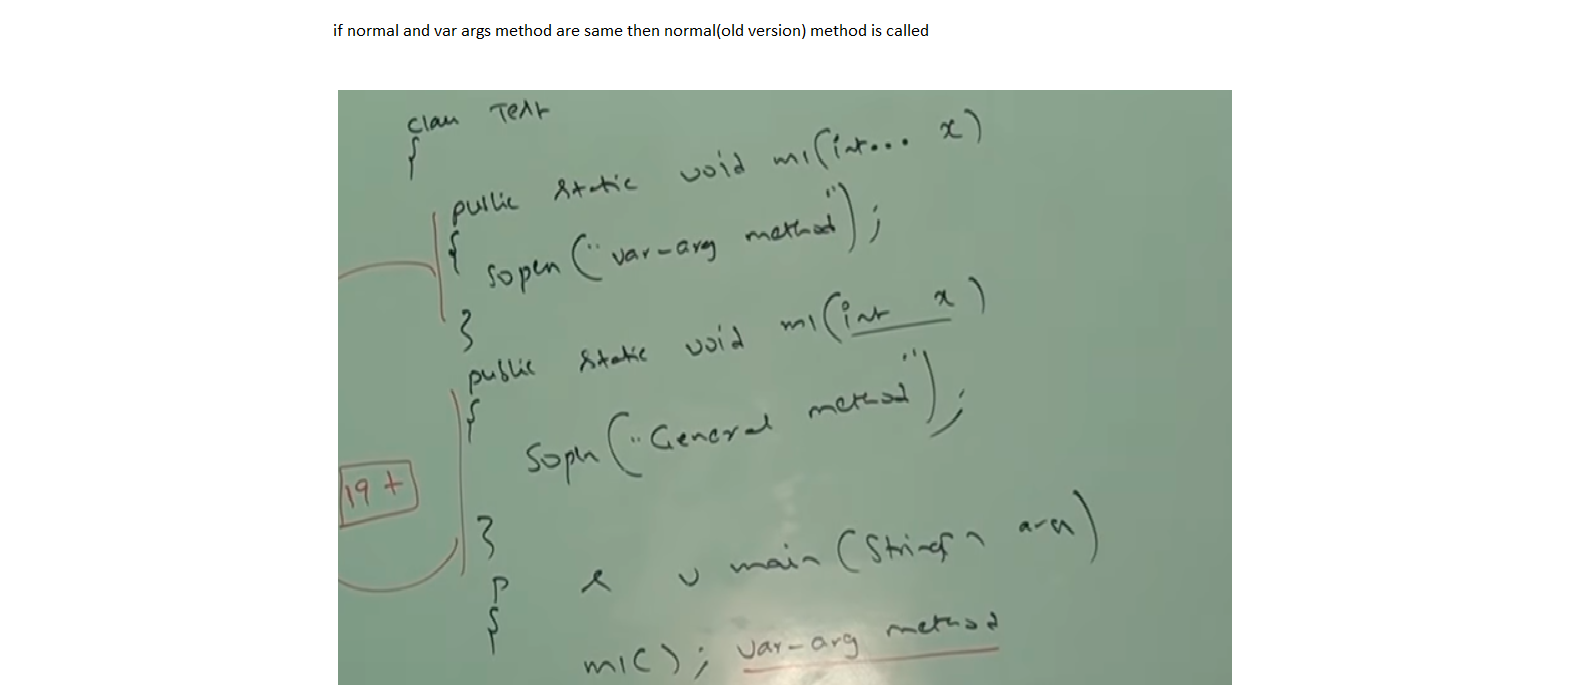 if normal and var args method are same then normal(old version) method is called
class Test
{
public static void m1(int... x)
{
sopln("var-arg method");
}
public static void m1(int x)
{
sopln("General method");
}
19+
p s v main(String[] args)
{
m1(); var-arg method